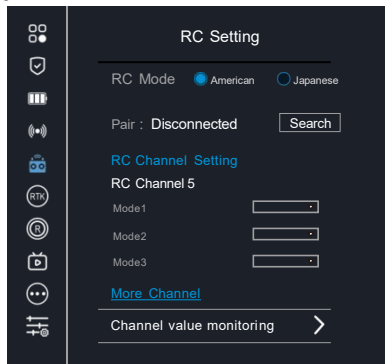 RC Setting
RC Mode American Japanese
Pair : Disconnected Search
RC Channel Setting
RC Channel 5
Mode1
Mode2
Mode3
RTK
R
More Channel
Channel value monitoring